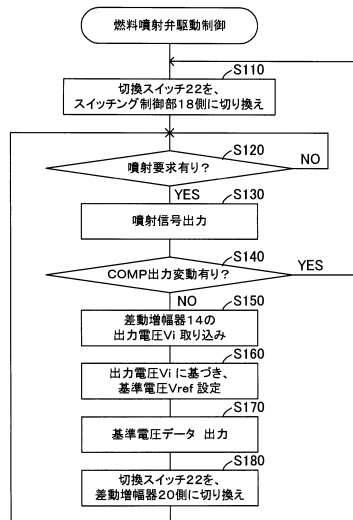 燃料噴射弁駆動制御
S110
切換スイッチ22を、
スイッチング制御部18側に切り換え
S120
噴射要求有り?
NO
YES
S130
噴射信号出力
S140
COMP出力変動有り?
YES
NO
S150
差動増幅器14の
出力電圧Vi 取り込み
S160
出力電圧Vi に基づき、
基準電圧Vref 設定
S170
基準電圧データ 出力
S180
切換スイッチ22を、
差動増幅器20側に切り換え